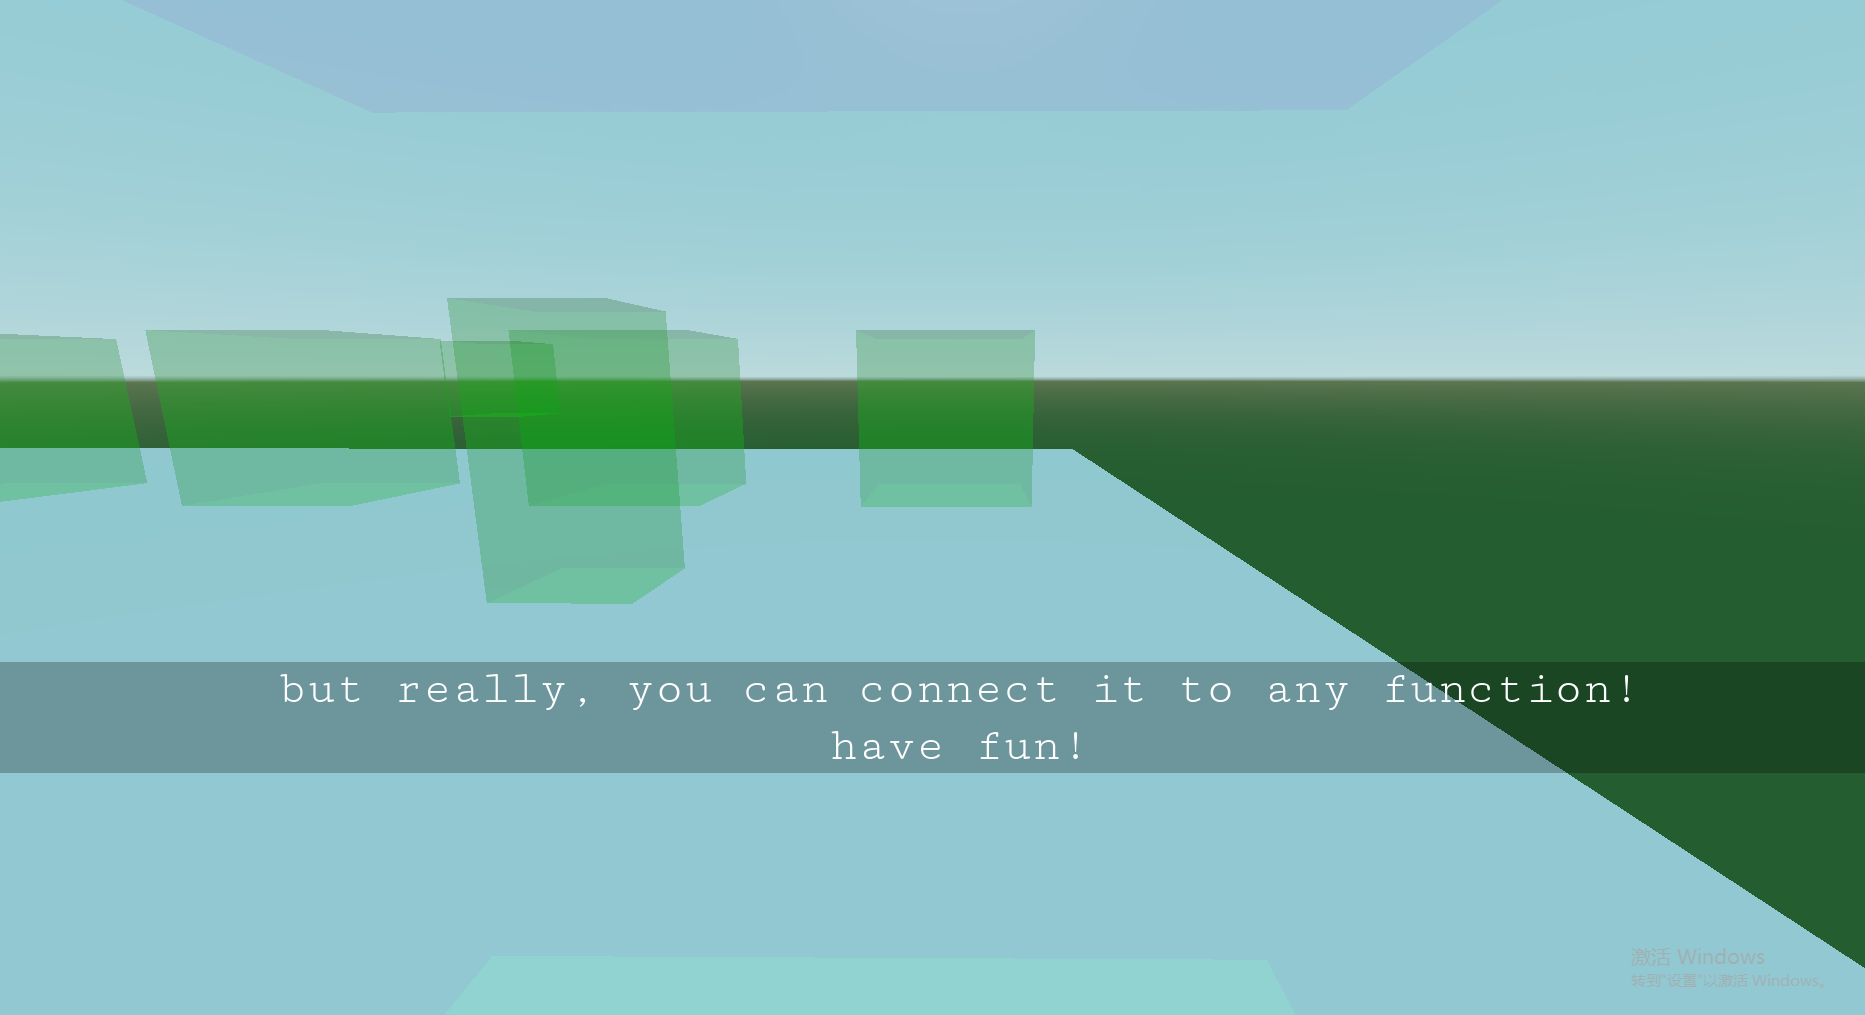 but really, you can connect it to any function!
have fun!
激活 Windows
转到"设置"以激活 Windows。